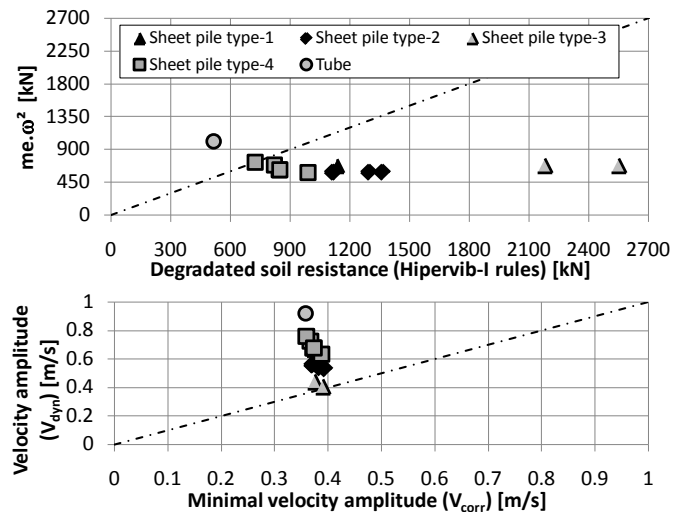 2700
2250
1800
1350
900
450
0
me.ω² [kN]
Sheet pile type-1
Sheet pile type-2
Sheet pile type-3
Sheet pile type-4
Tube
0 300 600 900 1200 1500 1800 2100 2400 2700
Degradated soil resistance (Hipervib-I rules) [kN]
1
0.8
0.6
0.4
0.2
0
Velocity amplitude
(Vdyn) [m/s]
0 0.1 0.2 0.3 0.4 0.5 0.6 0.7 0.8 0.9 1
Minimal velocity amplitude (Vcorr) [m/s]